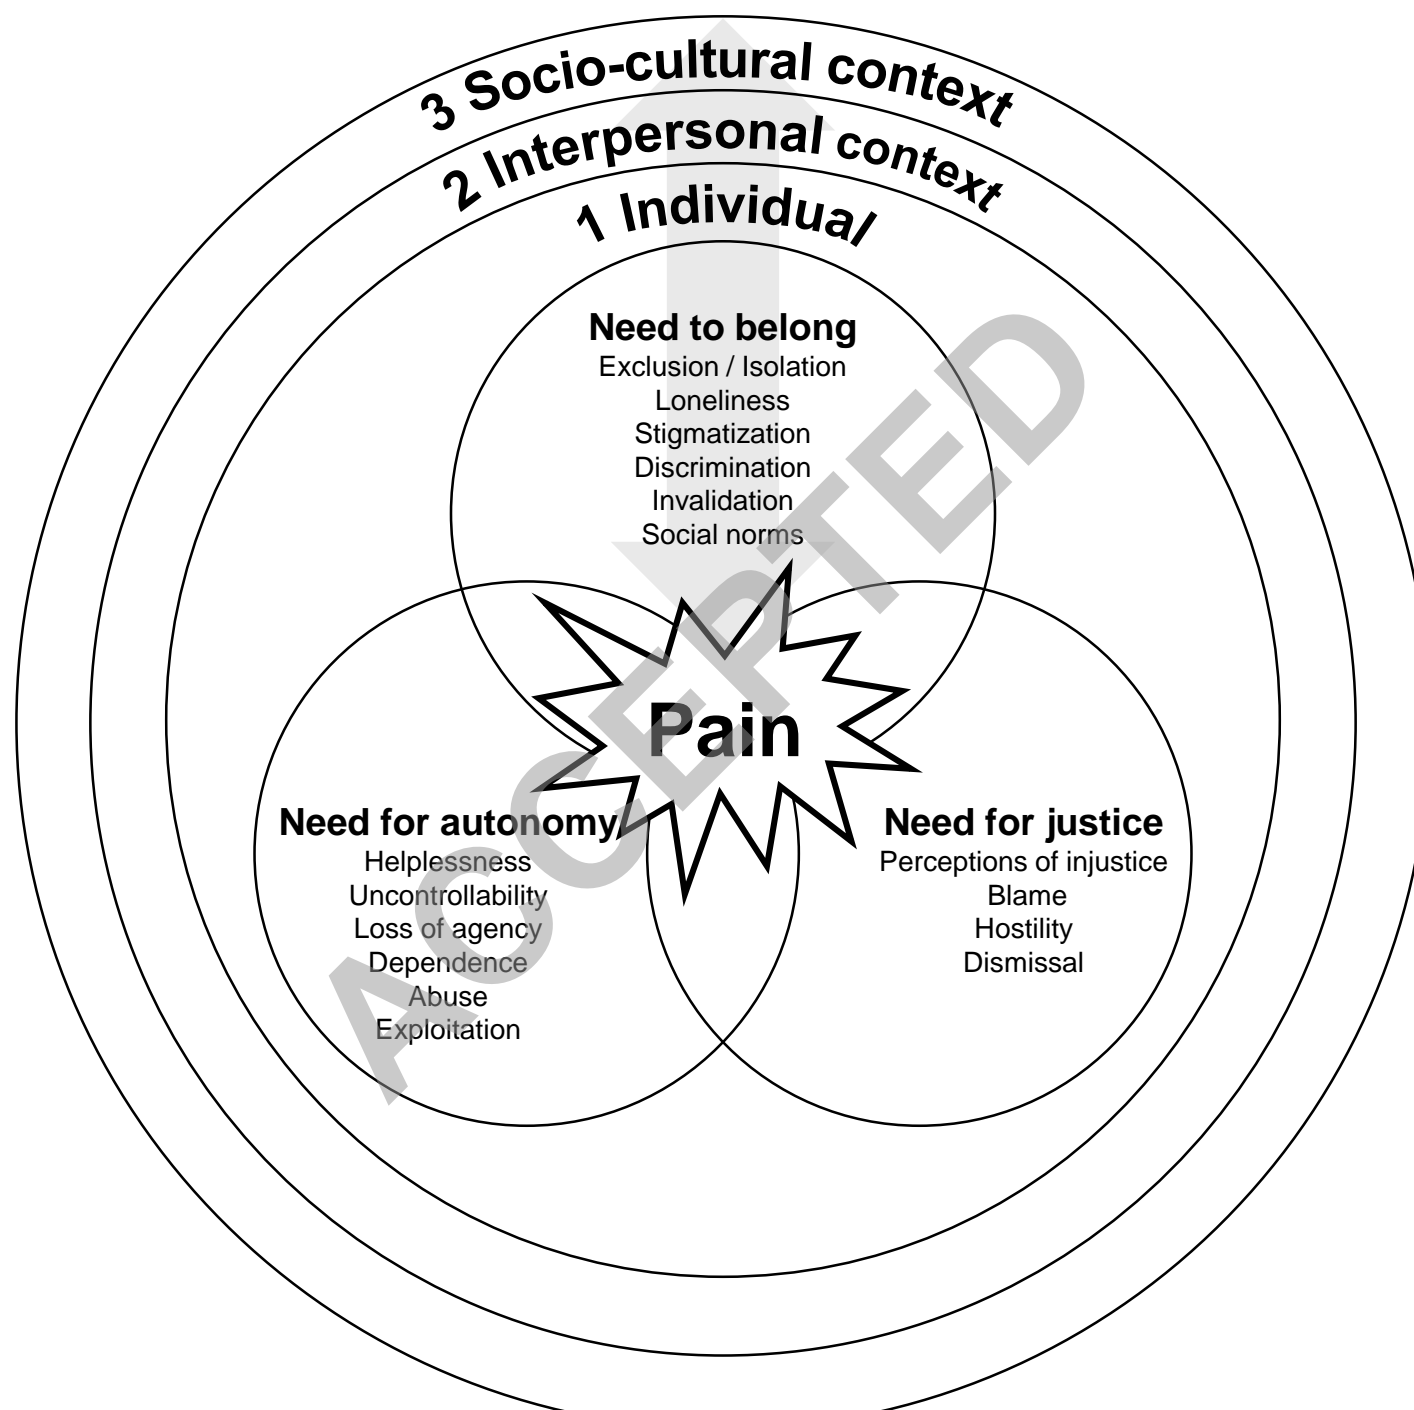 3 Socio-cultural context
2 Interpersonal context
1 Individual
Need to belong
Exclusion / Isolation
Loneliness
Stigmatization
Discrimination
Invalidation
Social norms
Pain
Need for autonomy
Helplessness
Uncontrollability
Loss of agency
Dependence
Abuse
Exploitation
Need for justice
Perceptions of injustice
Blame
Hostility
Dismissal
ACCEPTED